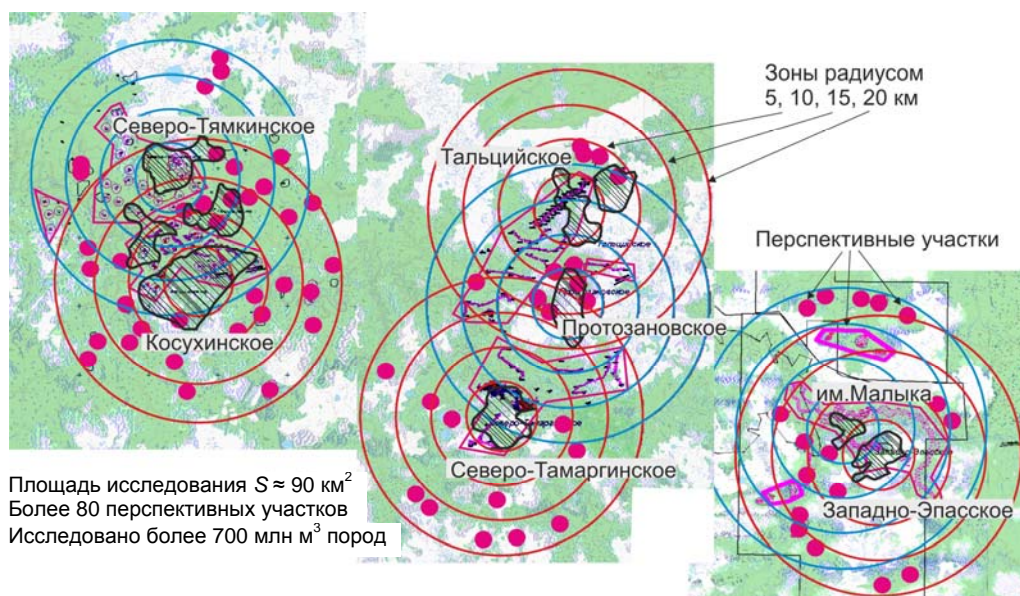 Северо-Тямкинское
Косухинское
Тальцийское
Протозановское
Северо-Тамаргинское
Зоны радиусом
5, 10, 15, 20 км
Перспективные участки
им.Малыка
Западно-Эпасское
Площадь исследования S ≈ 90 км²
Более 80 перспективных участков
Исследовано более 700 млн м³ пород